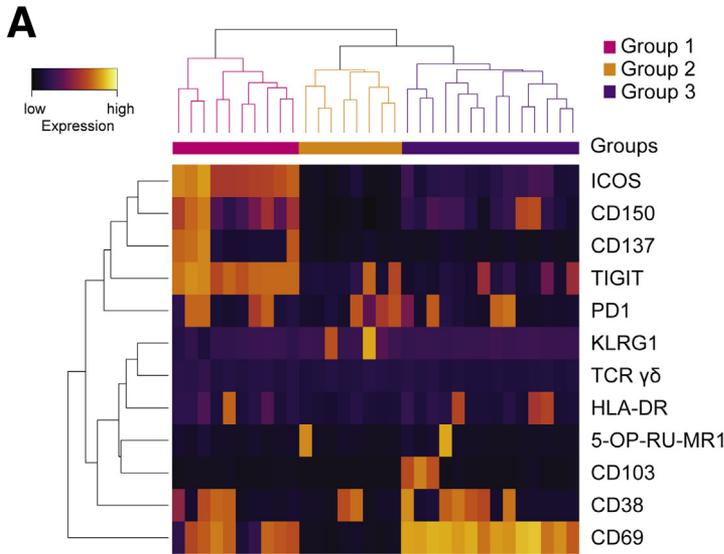 A
low high
Expression
Group 1
Group 2
Group 3
Groups
ICOS
CD150
CD137
TIGIT
PD1
KLRG1
TCR γδ
HLA-DR
5-OP-RU-MR1
CD103
CD38
CD69